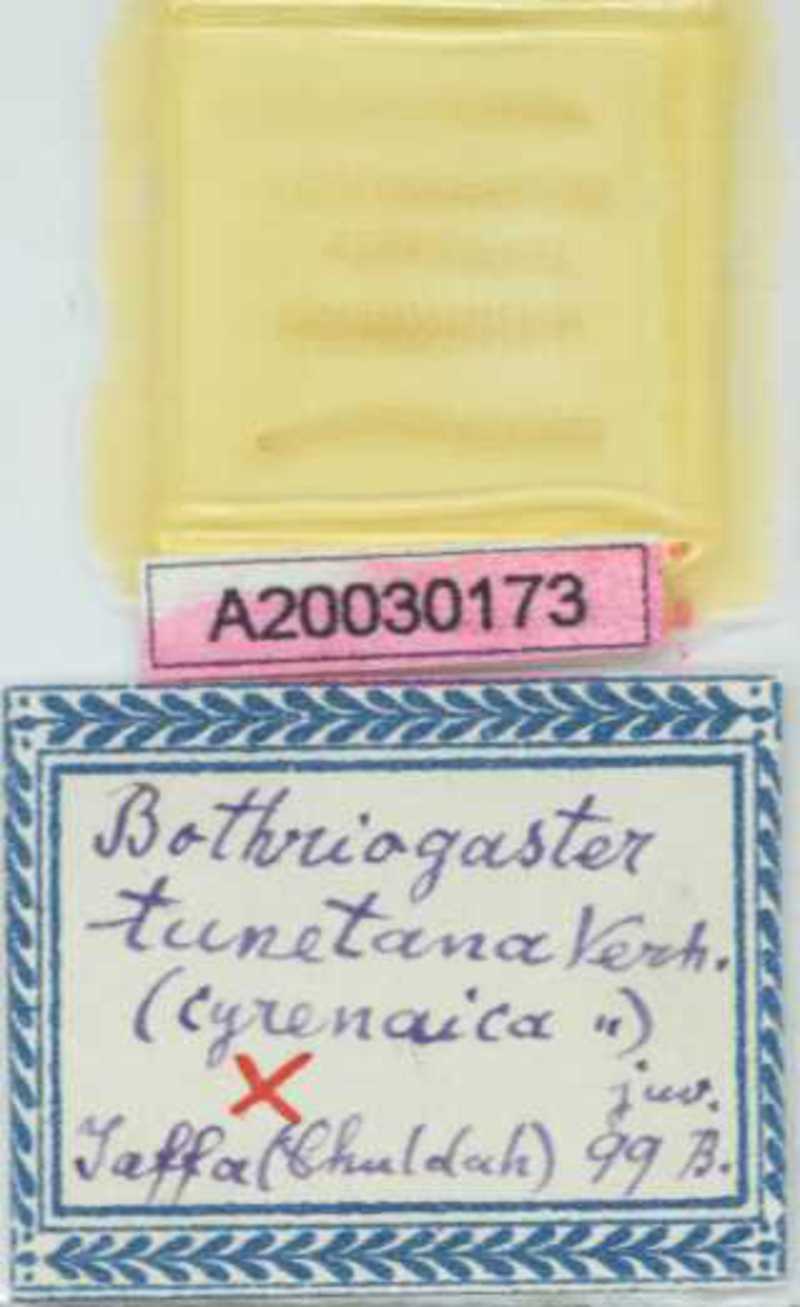 A20030173
Bothriogaster
tunetana Verh.
(cyrenaica „)
juv.
Jaffa (Chuldah) 99 B.